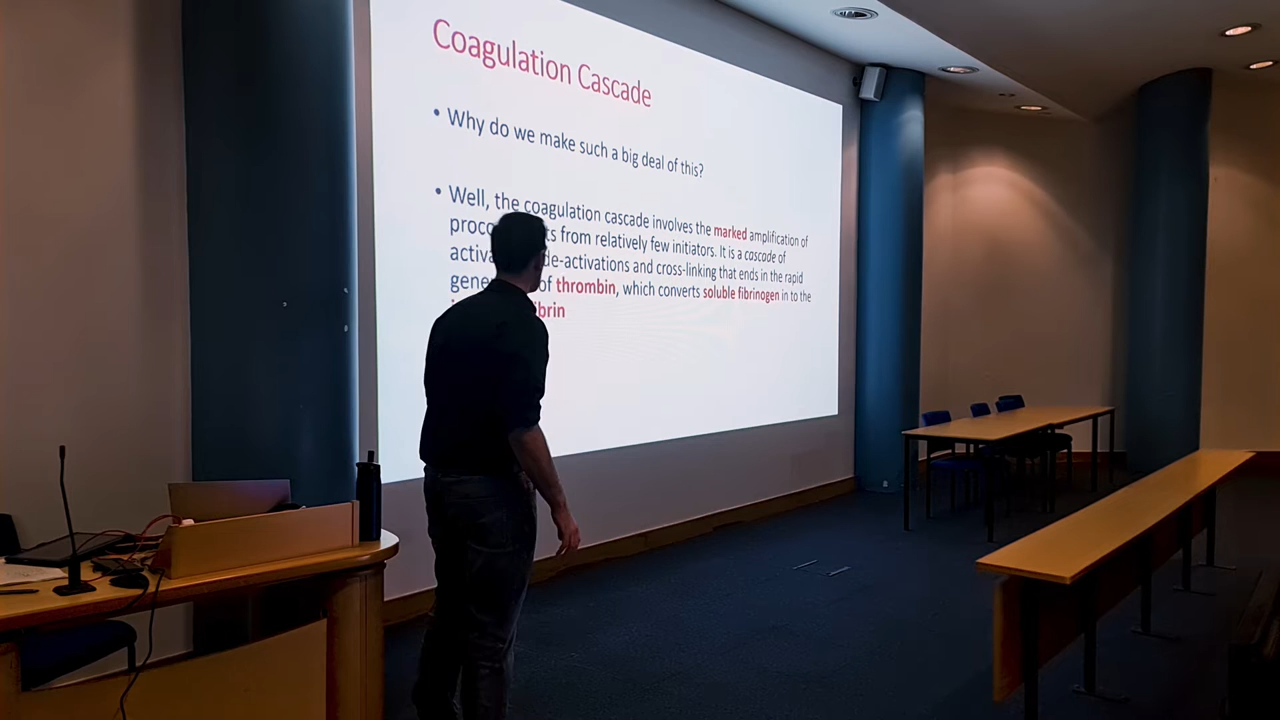 Coagulation Cascade
• Why do we make such a big deal of this?
• Well, the coagulation cascade involves the marked amplification of
from relatively few initiators. It is a cascade of
de-activations and cross-linking that ends in the rapid
of thrombin, which converts soluble fibrinogen in to the